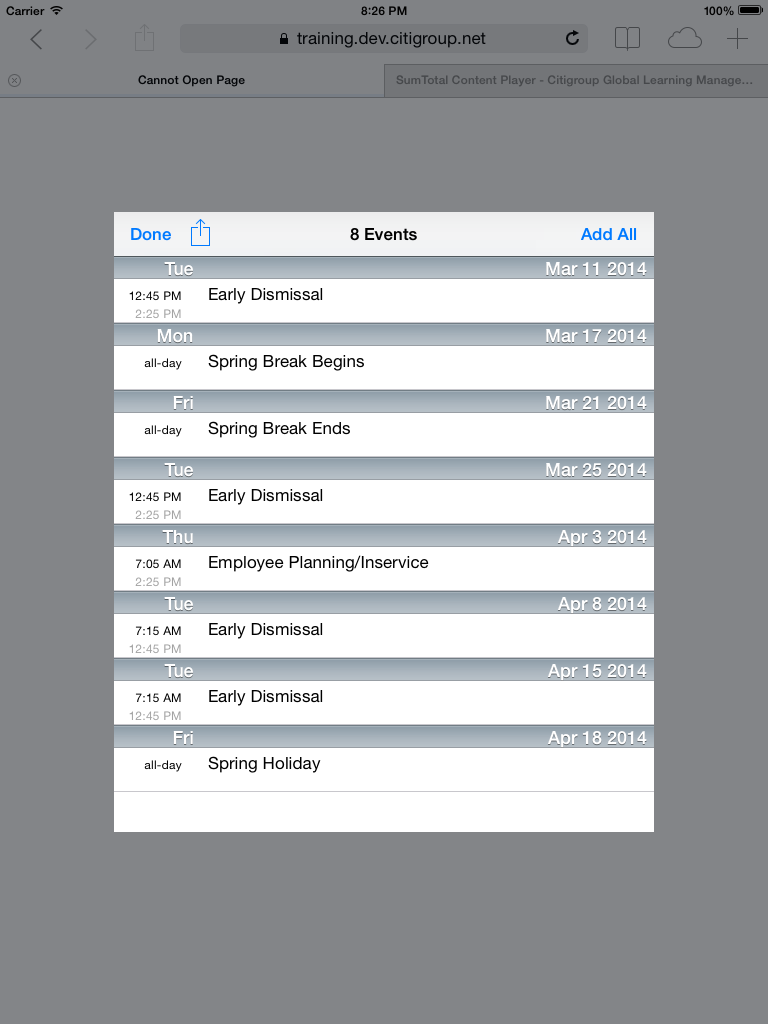 Carrier 8:26 PM 100%
training.dev.citigroup.net
Cannot Open Page SumTotal Content Player - Citigroup Global Learning Manage...
Done 8 Events Add All
Tue Mar 11 2014
12:45 PM Early Dismissal
2:25 PM
Mon Mar 17 2014
all-day Spring Break Begins
Fri Mar 21 2014
all-day Spring Break Ends
Tue Mar 25 2014
12:45 PM Early Dismissal
2:25 PM
Thu Apr 3 2014
7:05 AM Employee Planning/Inservice
2:25 PM
Tue Apr 8 2014
7:15 AM Early Dismissal
12:45 PM
Tue Apr 15 2014
7:15 AM Early Dismissal
12:45 PM
Fri Apr 18 2014
all-day Spring Holiday